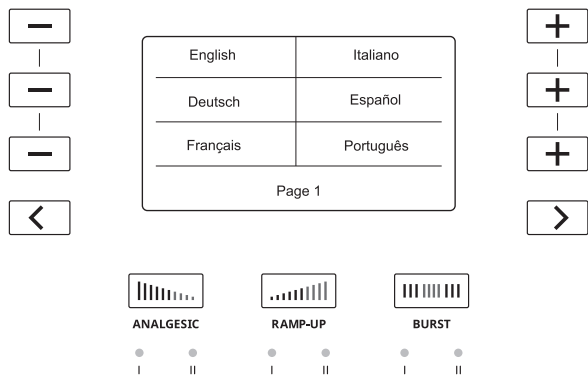 English Italiano
Deutsch Español
Français Português
Page 1
ANALGESIC RAMP-UP BURST
I II I II I II